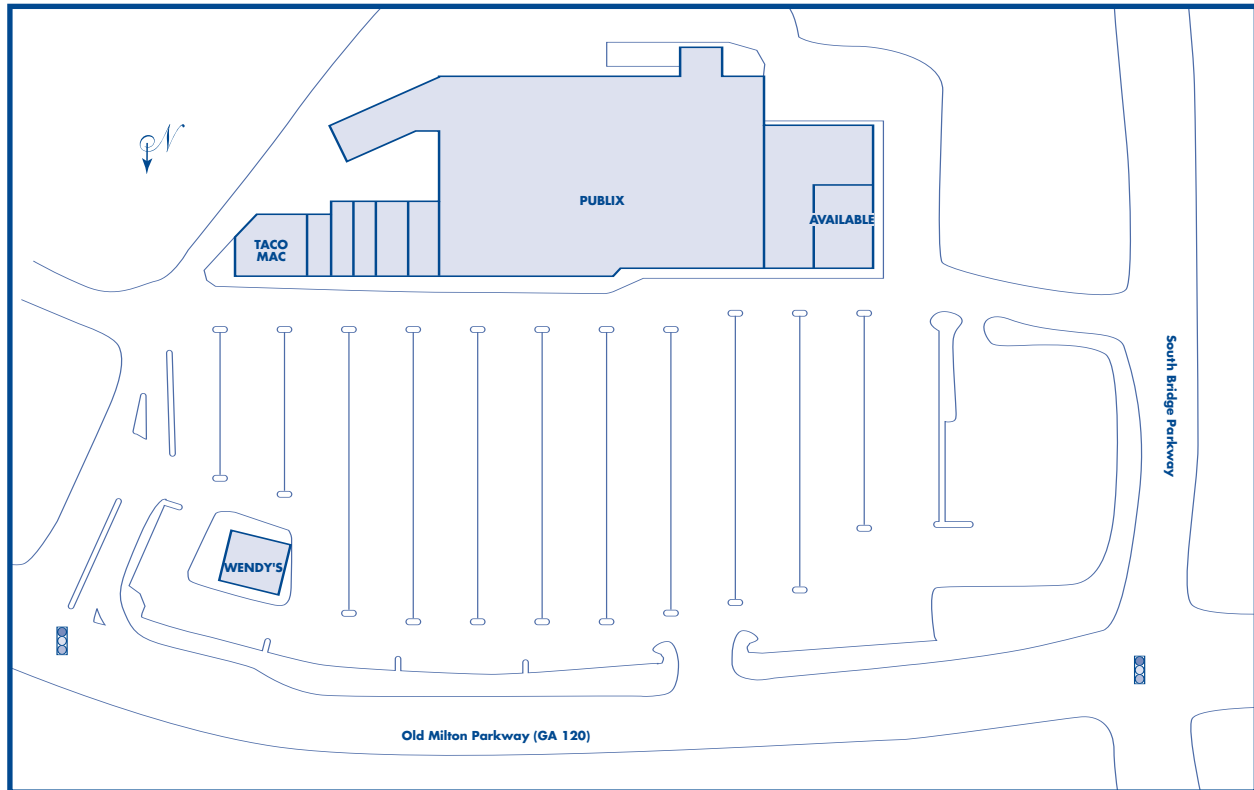 N
PUBLIX
AVAILABLE
TACO
MAC
South Bridge Parkway
WENDY'S
Old Milton Parkway (GA 120)